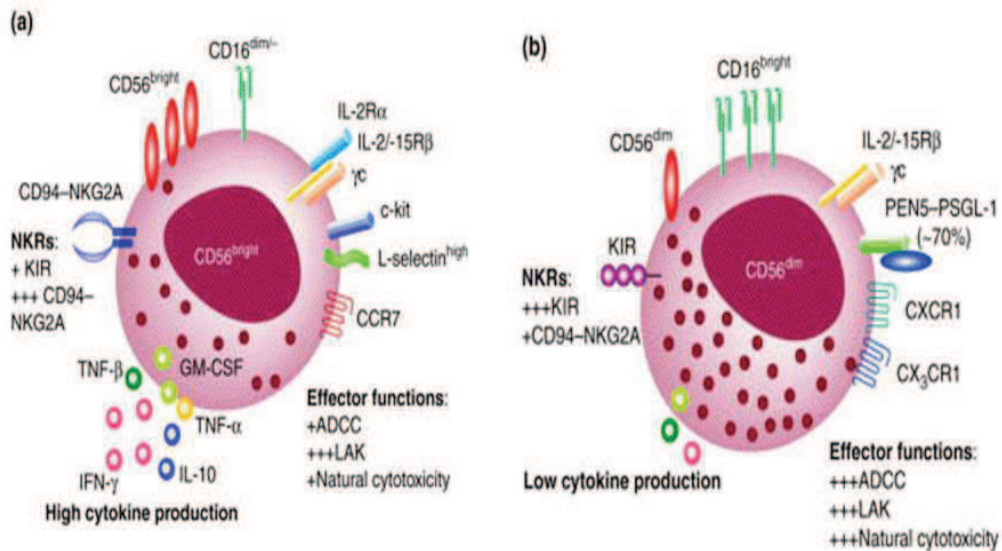 (a)
CD16dim/–
CD56bright
IL-2Rα
IL-2/-15Rβ
γc
CD94–NKG2A
c-kit
NKRs:
+ KIR
+++ CD94–
NKG2A
CD56bright
L-selectinhigh
CCR7
TNF-β
GM-CSF
TNF-α
IFN-γ
IL-10
Effector functions:
+ADCC
+++LAK
+Natural cytotoxicity
High cytokine production
(b)
CD16bright
CD56dim
IL-2/-15Rβ
γc
PEN5–PSGL-1
(~70%)
KIR
NKRs:
+++KIR
+CD94–NKG2A
CD56dim
CXCR1
CX3CR1
Low cytokine production
Effector functions:
+++ADCC
+++LAK
+++Natural cytotoxicity